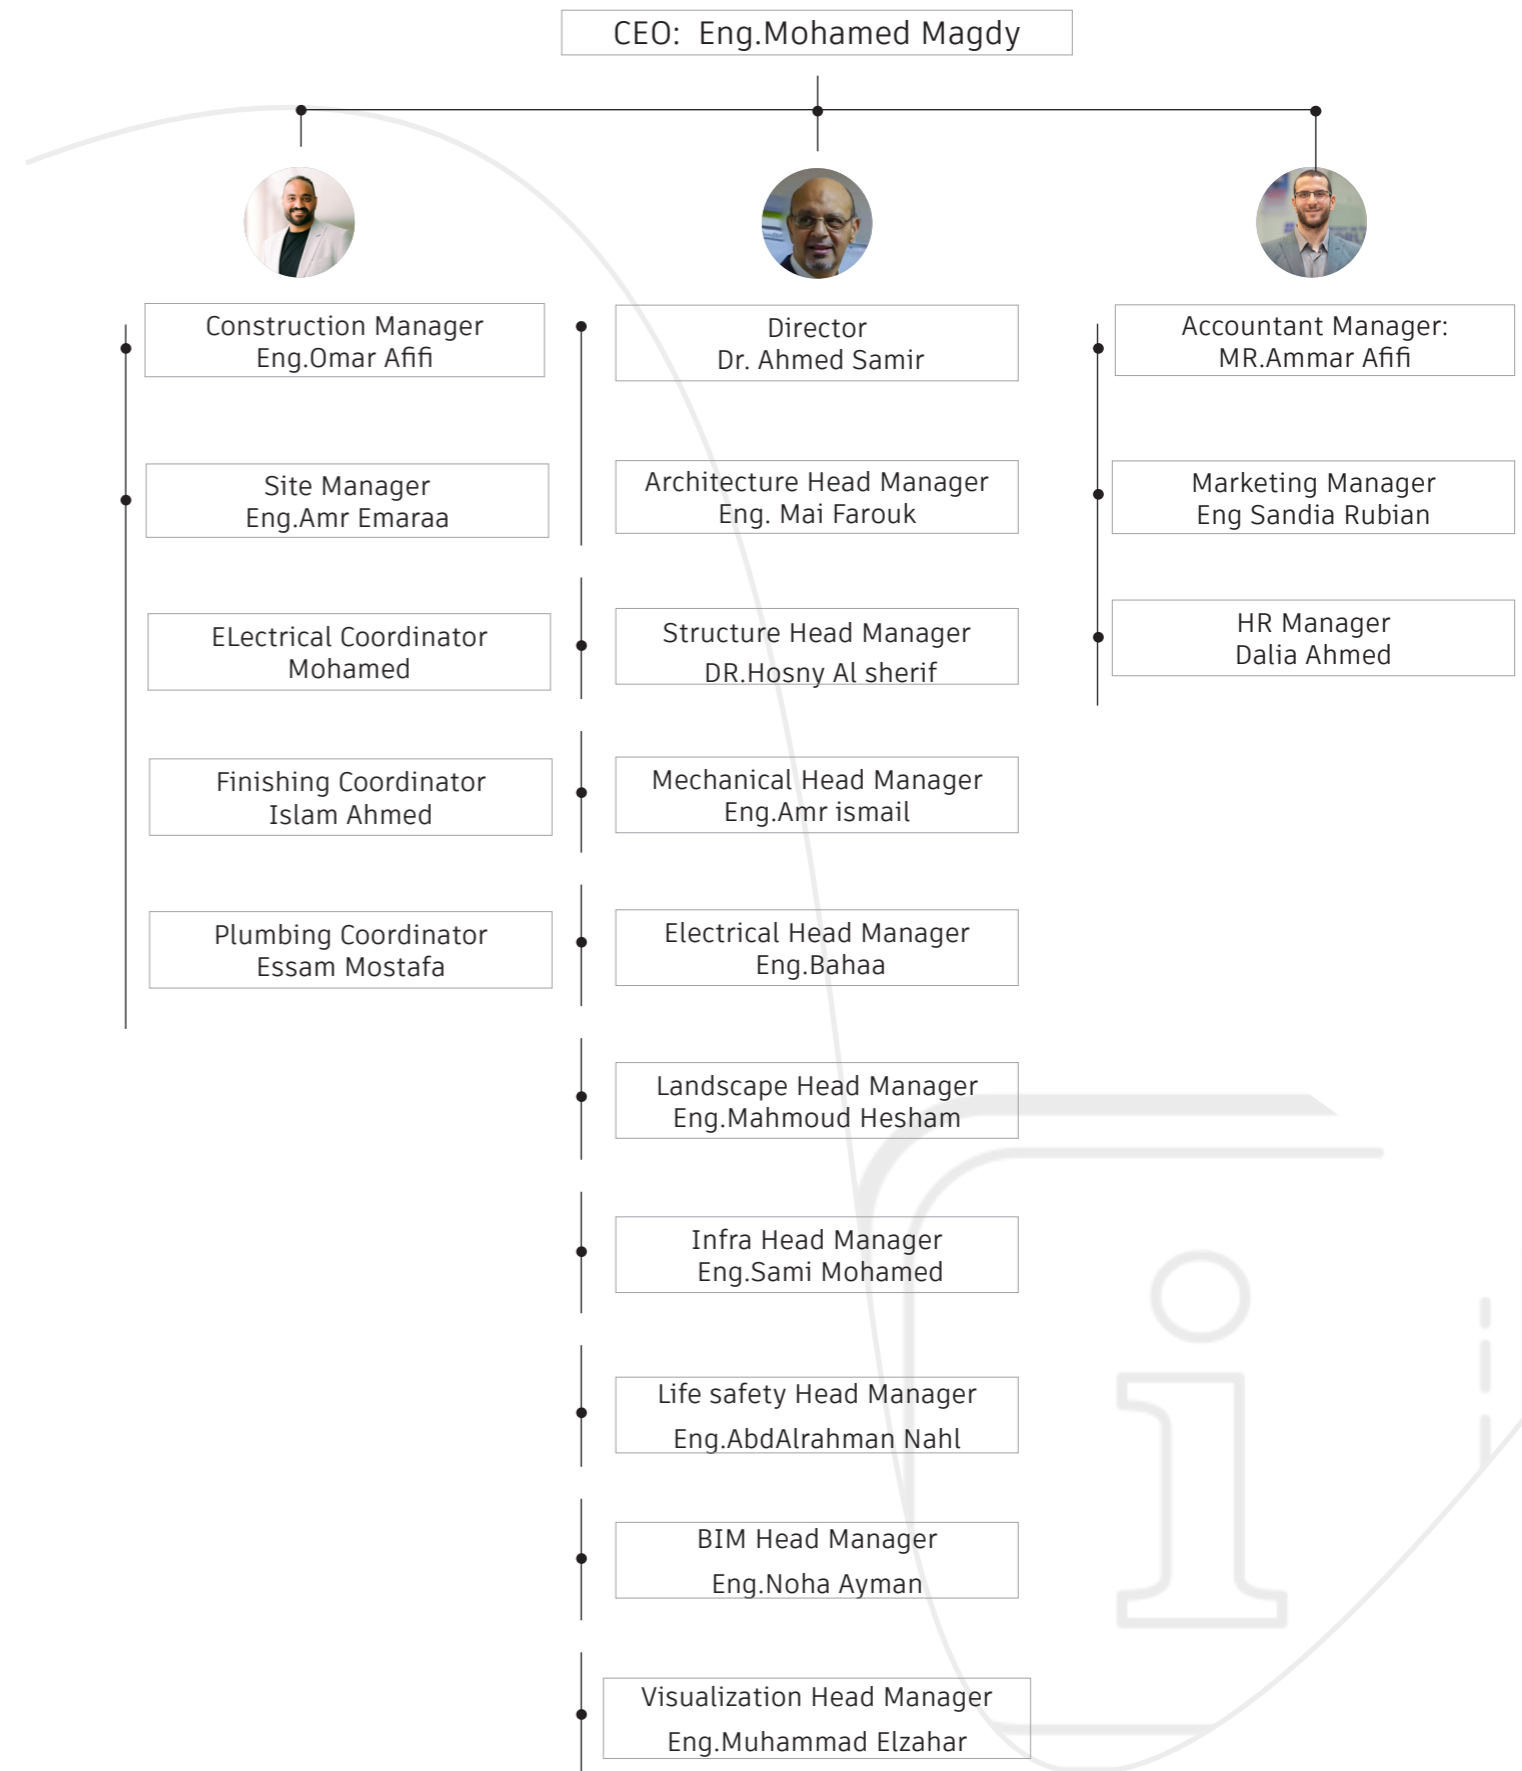 CEO: Eng.Mohamed Magdy
Construction Manager
Eng.Omar Afifi
Site Manager
Eng.Amr Emaraa
ELectrical Coordinator
Mohamed
Finishing Coordinator
Islam Ahmed
Plumbing Coordinator
Essam Mostafa
Director
Dr. Ahmed Samir
Architecture Head Manager
Eng. Mai Farouk
Structure Head Manager
DR.Hosny Al sherif
Mechanical Head Manager
Eng.Amr ismail
Electrical Head Manager
Eng.Bahaa
Landscape Head Manager
Eng.Mahmoud Hesham
Infra Head Manager
Eng.Sami Mohamed
Life safety Head Manager
Eng.AbdAlrahman Nahl
BIM Head Manager
Eng.Noha Ayman
Visualization Head Manager
Eng.Muhammad Elzahar
Accountant Manager:
MR.Ammar Afifi
Marketing Manager
Eng Sandia Rubian
HR Manager
Dalia Ahmed